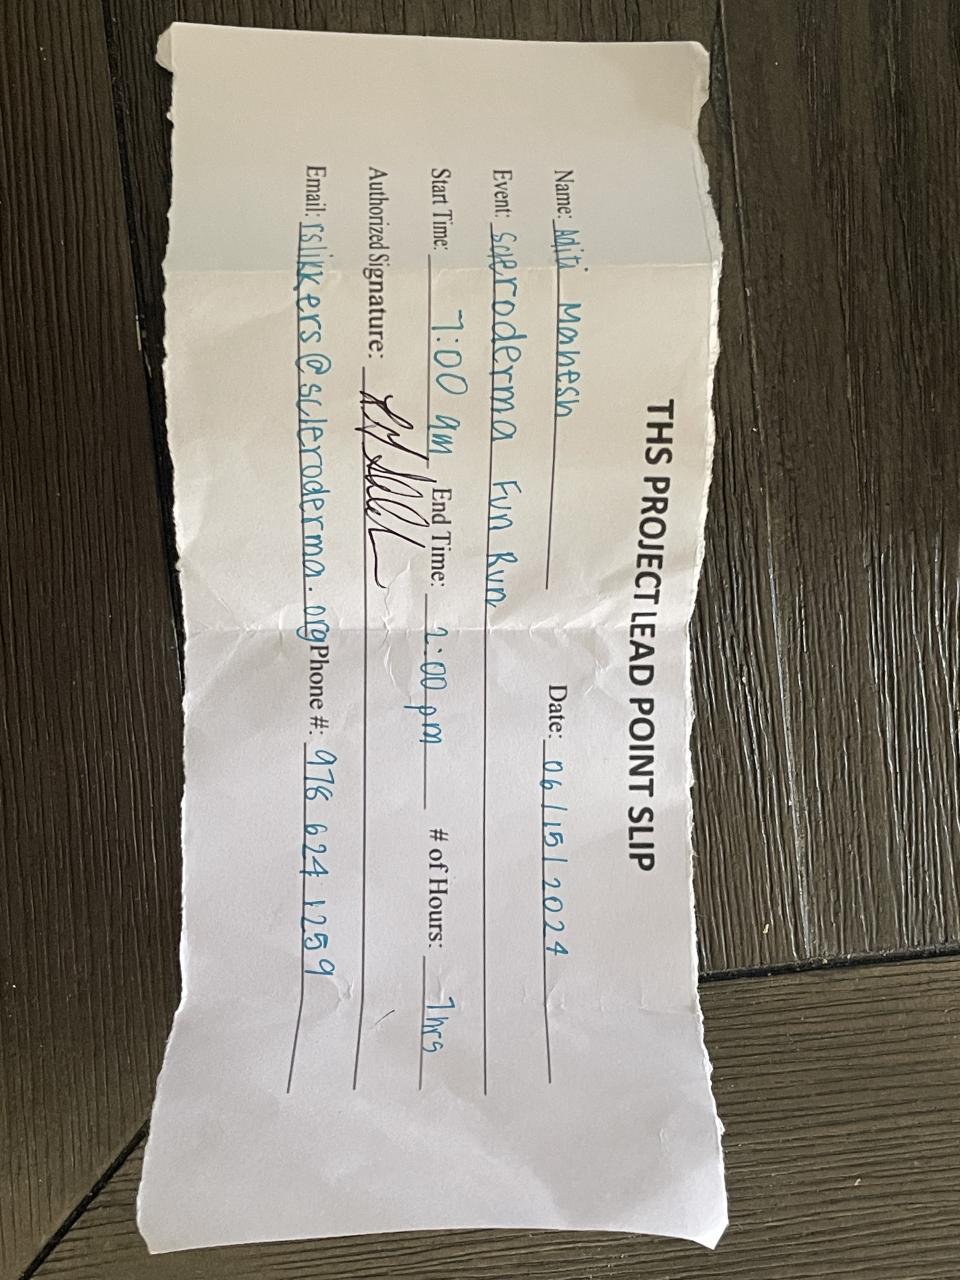 THS PROJECT LEAD POINT SLIP
Name: Aditi Mahesh Date: 06/15/2024
Event: Scleroderma Fun Run
Start Time: 7:00 am End Time: 2:00 pm # of Hours: 7hrs
Authorized Signature:
Email: rslikkers@scleroderma.org Phone #: 978 624 1259